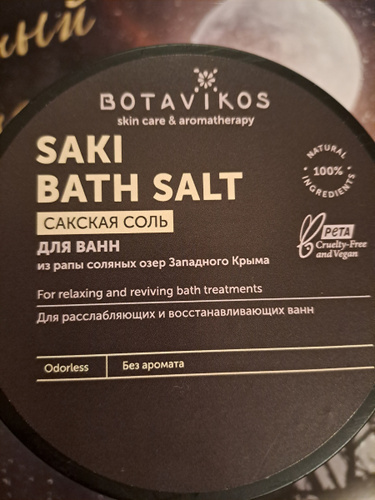 ный
BOTAVIKOS
skin care & aromatherapy
SAKI
BATH SALT
САКСКАЯ СОЛЬ
ДЛЯ ВАНН
из рапы соляных озер Западного Крыма
NATURAL
100%
INGREDIENTS
PETA
Cruelty-Free
and Vegan
For relaxing and reviving bath treatments
Для расслабляющих и восстанавливающих ванн
Odorless
Без аромата